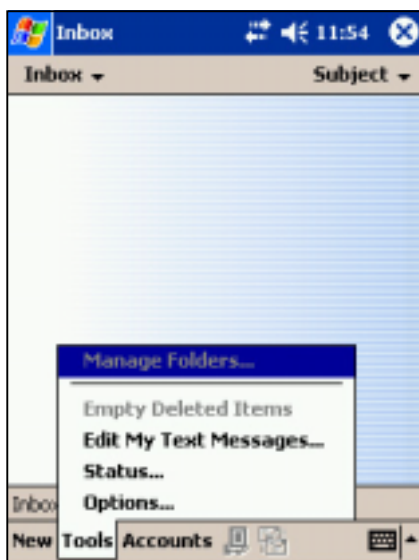 Inbox 11:54
Inbox Subject
Manage Folders...
Empty Deleted Items
Edit My Text Messages...
Status...
Inbox
Options...
New Tools Accounts